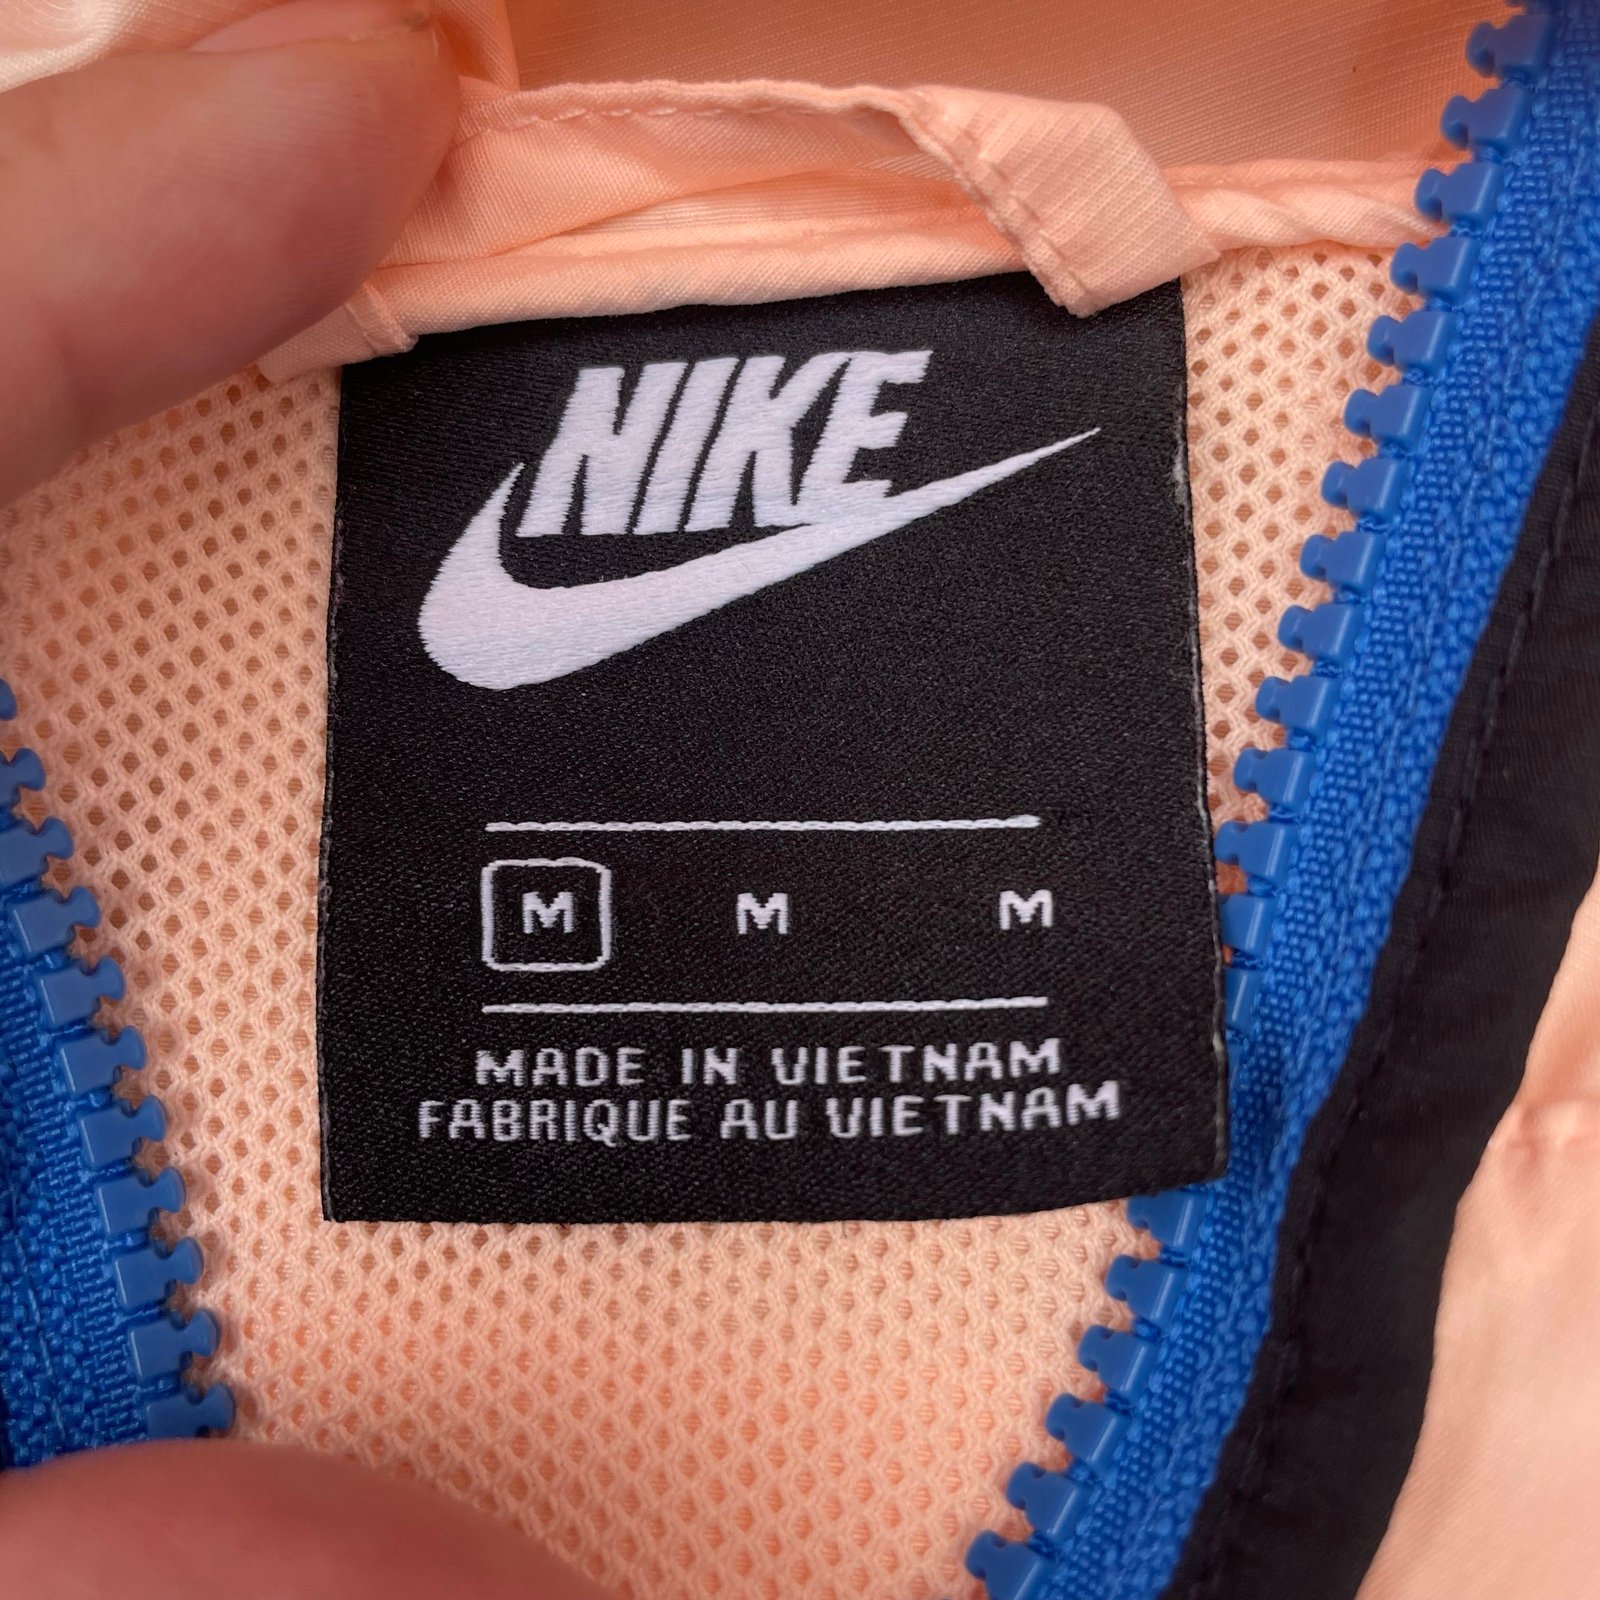 NIKE
M M M
MADE IN VIETNAM
FABRIQUE AU VIETNAM